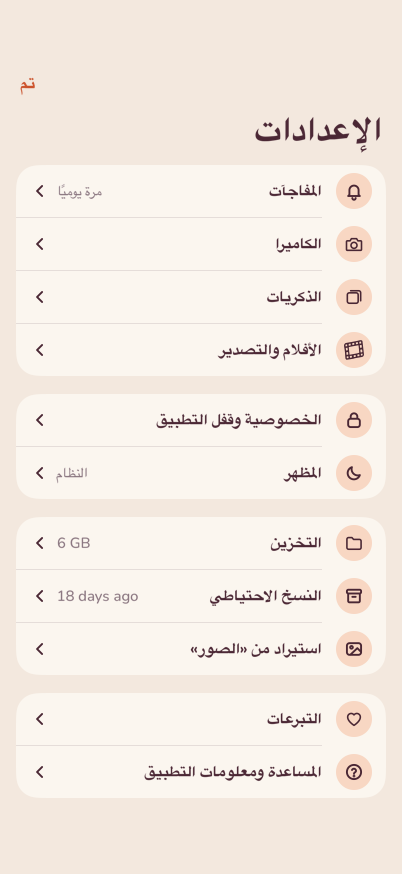 تم
الإعدادات
المفاجآت
مرة يوميًا
الكاميرا
الذكريات
الأفلام والتصدير
الخصوصية وقفل التطبيق
المظهر
النظام
التخزين
6 GB
النسخ الاحتياطي
18 days ago
استيراد من «الصور»
التبرعات
المساعدة ومعلومات التطبيق